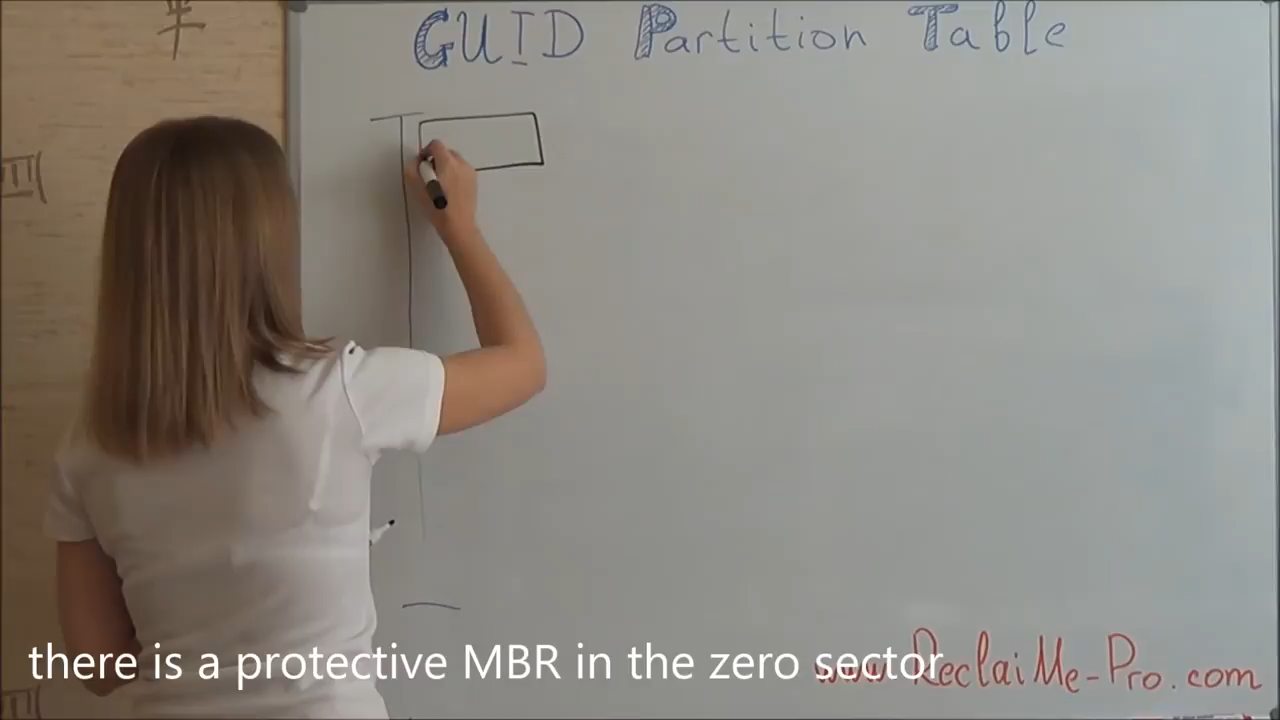 GUID Partition Table
there is a protective MBR in the zero sector
www.ReclaiMe-Pro.com